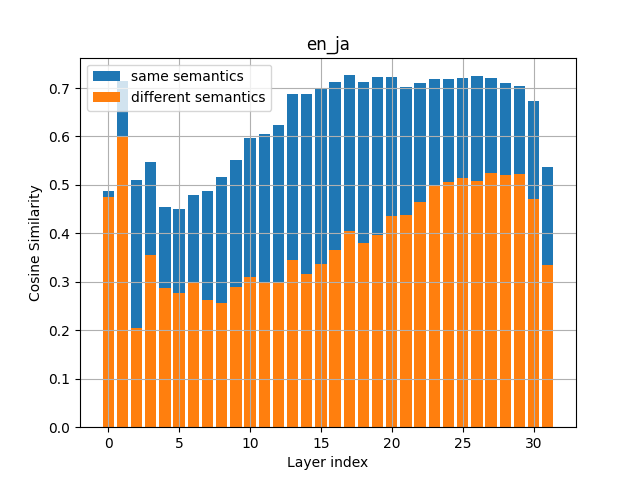 en_ja
same semantics
different semantics
Cosine Similarity
0.7
0.6
0.5
0.4
0.3
0.2
0.1
0.0
0 5 10 15 20 25 30
Layer index